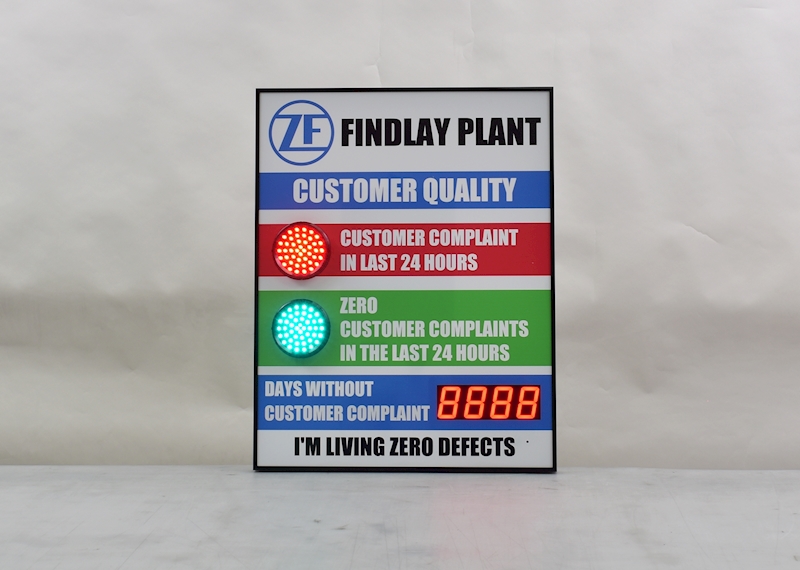 ZF FINDLAY PLANT
CUSTOMER QUALITY
CUSTOMER COMPLAINT
IN LAST 24 HOURS
ZERO
CUSTOMER COMPLAINTS
IN THE LAST 24 HOURS
DAYS WITHOUT
CUSTOMER COMPLAINT 8888
I'M LIVING ZERO DEFECTS